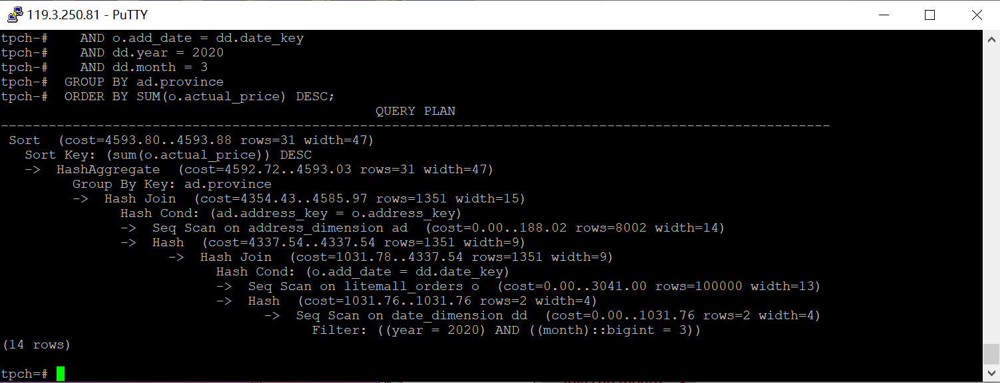 119.3.250.81 - PuTTY
tpch-#    AND o.add_date = dd.date_key
tpch-#    AND dd.year = 2020
tpch-#    AND dd.month = 3
tpch-#  GROUP BY ad.province
tpch-#  ORDER BY SUM(o.actual_price) DESC;
                                               QUERY PLAN
--------------------------------------------------------------------------------------------------------
 Sort  (cost=4593.80..4593.88 rows=31 width=47)
   Sort Key: (sum(o.actual_price)) DESC
   ->  HashAggregate  (cost=4592.72..4593.03 rows=31 width=47)
         Group By Key: ad.province
         ->  Hash Join  (cost=4354.43..4585.97 rows=1351 width=15)
               Hash Cond: (ad.address_key = o.address_key)
               ->  Seq Scan on address_dimension ad  (cost=0.00..188.02 rows=8002 width=14)
               ->  Hash  (cost=4337.54..4337.54 rows=1351 width=9)
                     ->  Hash Join  (cost=1031.78..4337.54 rows=1351 width=9)
                           Hash Cond: (o.add_date = dd.date_key)
                           ->  Seq Scan on litemall_orders o  (cost=0.00..3041.00 rows=100000 width=13)
                           ->  Hash  (cost=1031.76..1031.76 rows=2 width=4)
                                 ->  Seq Scan on date_dimension dd  (cost=0.00..1031.76 rows=2 width=4)
                                       Filter: ((year = 2020) AND ((month)::bigint = 3))
(14 rows)
tpch=#